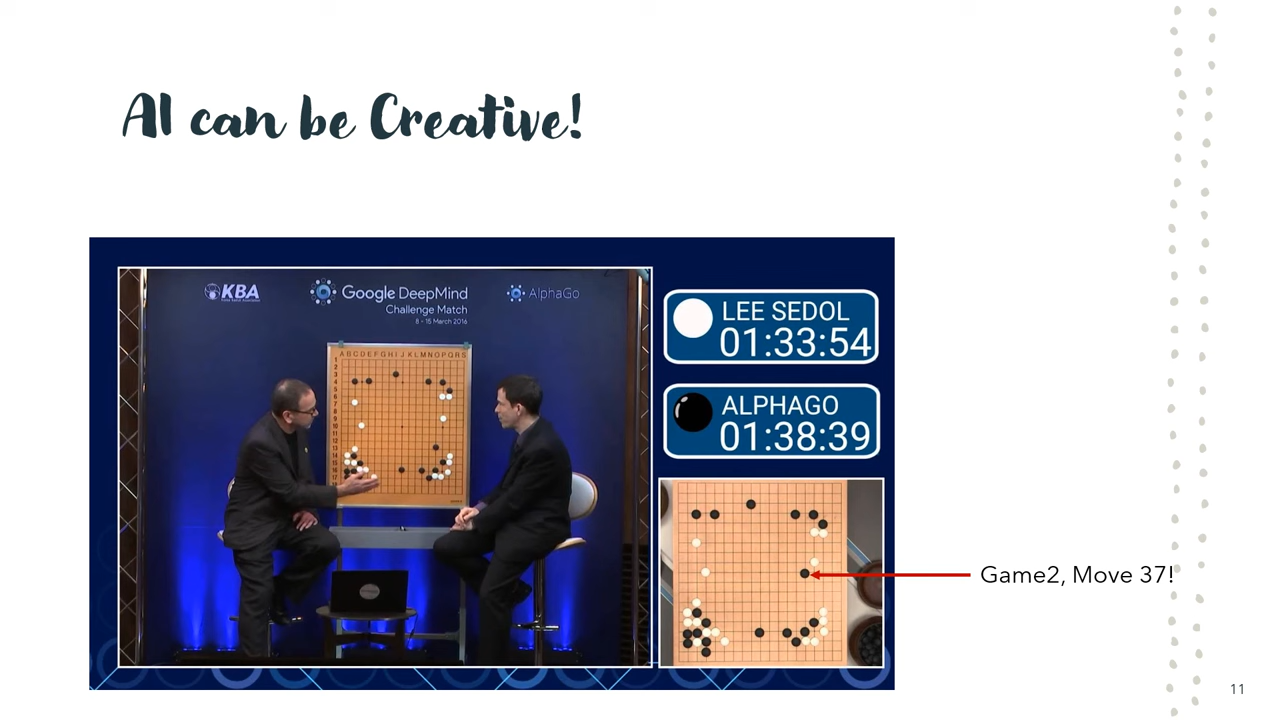 AI can be Creative!
KBA
Google DeepMind
Challenge Match
8 - 15 March 2016
AlphaGo
ABCDEFGHIJKLMNOPQRS
LEE SEDOL
01:33:54
ALPHAGO
01:38:39
Game2, Move 37!
11